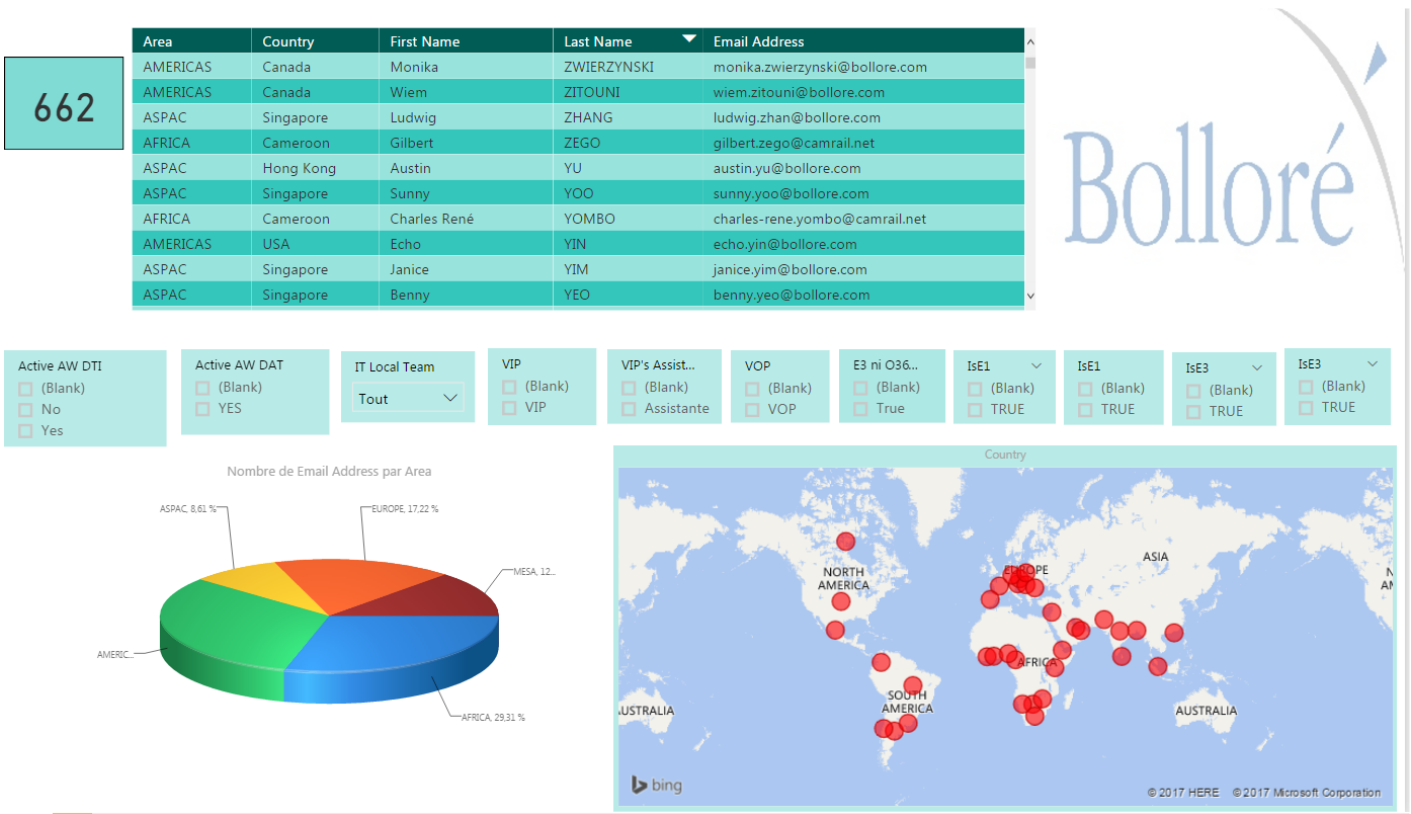 Area Country First Name Last Name Email Address
AMERICAS Canada Monika ZWIERZYNSKI monika.zwierzynski@bollore.com
AMERICAS Canada Wiem ZITOUNI wiem.zitouni@bollore.com
ASPAC Singapore Ludwig ZHANG ludwig.zhan@bollore.com
AFRICA Cameroon Gilbert ZEGO gilbert.zego@camrail.net
ASPAC Hong Kong Austin YU austin.yu@bollore.com
ASPAC Singapore Sunny YOO sunny.yoo@bollore.com
AFRICA Cameroon Charles René YOMBO charles-rene.yombo@camrail.net
AMERICAS USA Echo YIN echo.yin@bollore.com
ASPAC Singapore Janice YIM janice.yim@bollore.com
ASPAC Singapore Benny YEO benny.yeo@bollore.com
662
Bolloré
Active AW DTI
(Blank)
No
Yes
Active AW DAT
(Blank)
YES
IT Local Team
Tout
VIP
(Blank)
VIP
VIP's Assist...
(Blank)
Assistante
VOP
(Blank)
VOP
E3 ni O36...
(Blank)
True
IsE1
(Blank)
TRUE
IsE1
(Blank)
TRUE
IsE3
(Blank)
TRUE
IsE3
(Blank)
TRUE
Nombre de Email Address par Area
ASPAC, 8,61 %
EUROPE, 17,22 %
MESA, 12...
AMERIC...
AFRICA, 29,31 %
Country
NORTH
AMERICA
EUROPE
ASIA
N
AM
AFRICA
SOUTH
AMERICA
AUSTRALIA
AUSTRALIA
bing
© 2017 HERE © 2017 Microsoft Corporation